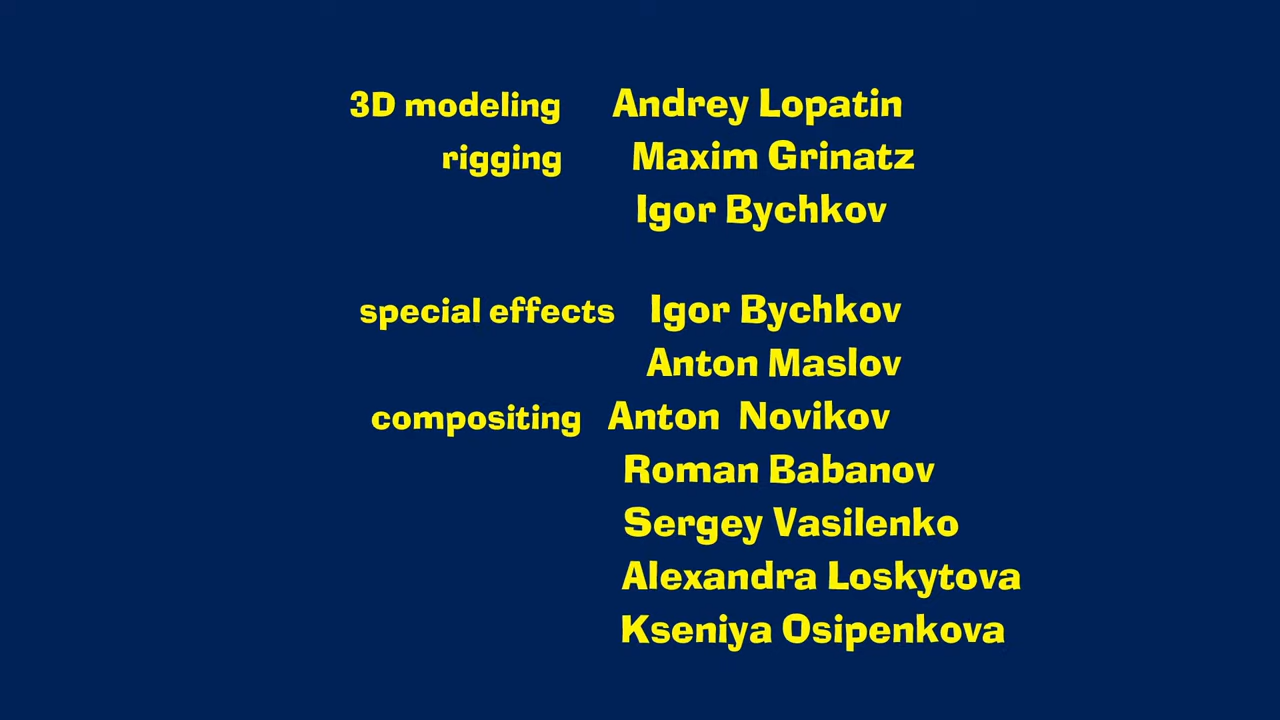 3D modeling Andrey Lopatin
rigging Maxim Grinatz
Igor Bychkov
special effects Igor Bychkov
Anton Maslov
compositing Anton Novikov
Roman Babanov
Sergey Vasilenko
Alexandra Loskytova
Kseniya Osipenkova